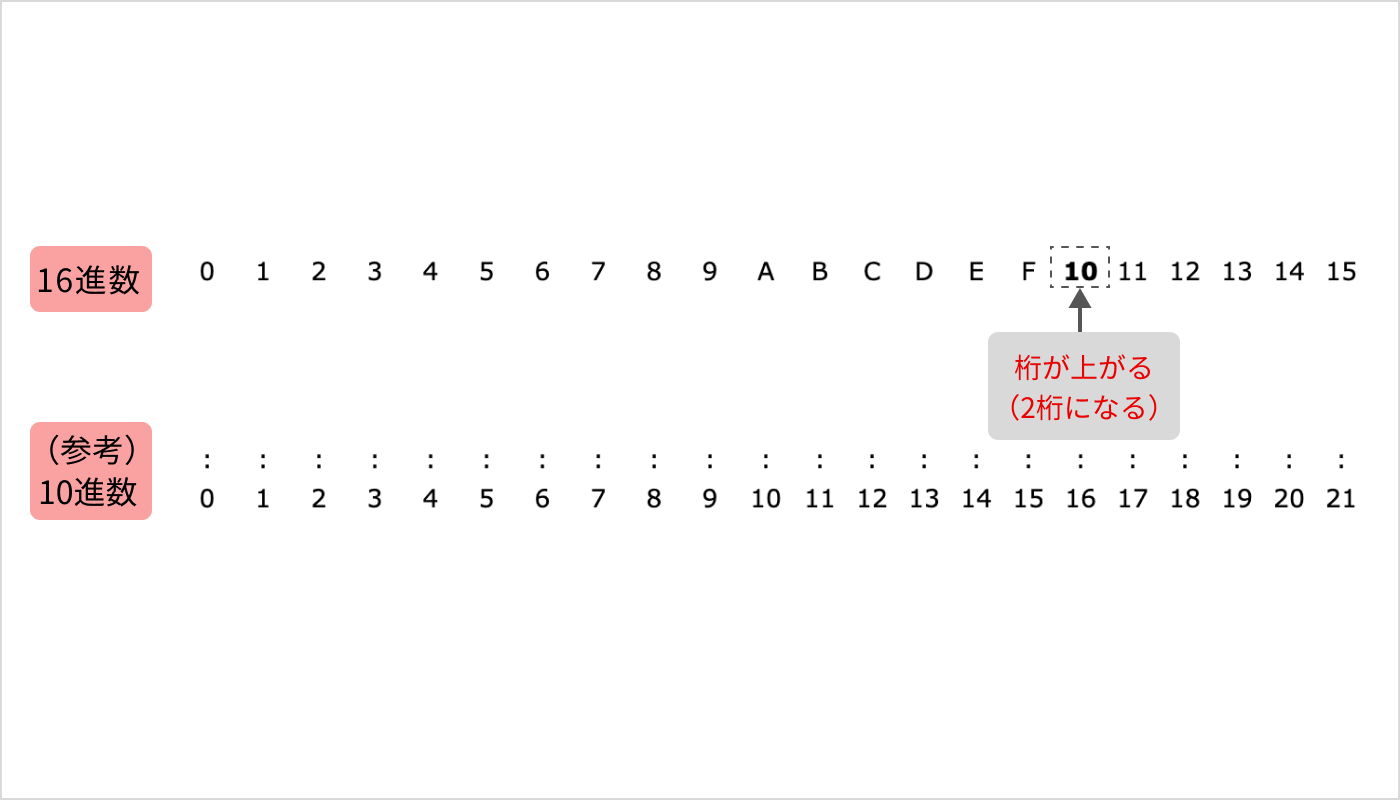 16進数 0 1 2 3 4 5 6 7 8 9 A B C D E F 10 11 12 13 14 15
桁が上がる
（2桁になる）
（参考）
: : : : : : : : : : : : : : : : : : : : : :
10進数 0 1 2 3 4 5 6 7 8 9 10 11 12 13 14 15 16 17 18 19 20 21